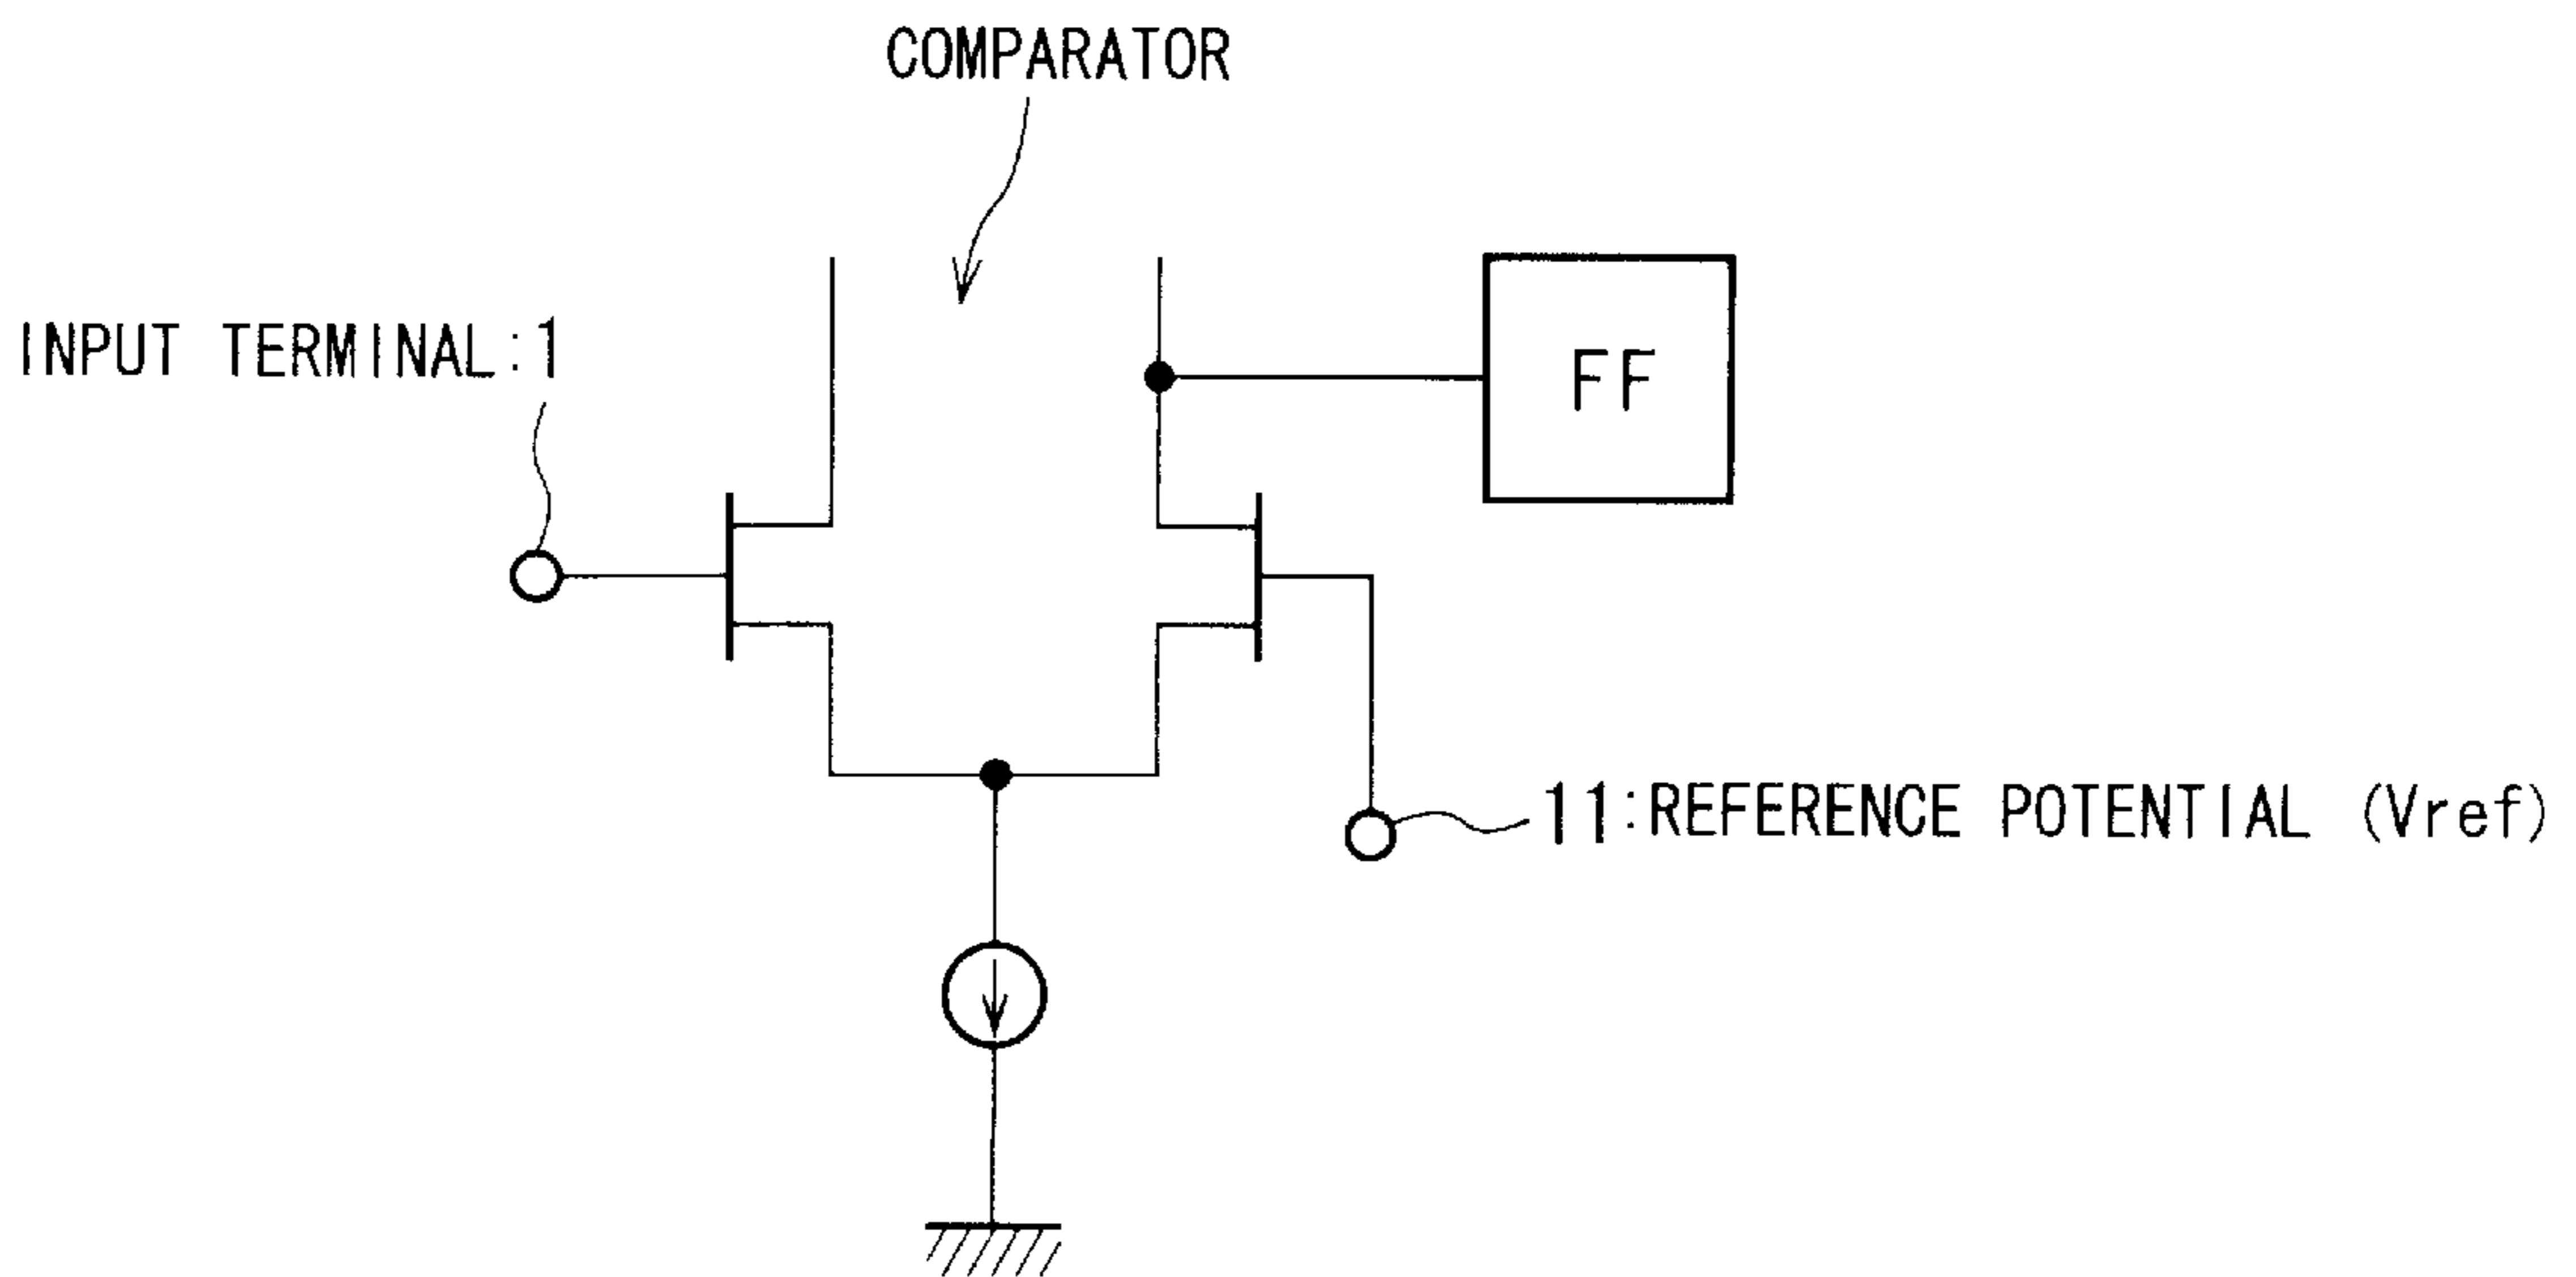 COMPARATOR
INPUT TERMINAL:1
FF
11:REFERENCE POTENTIAL (Vref)